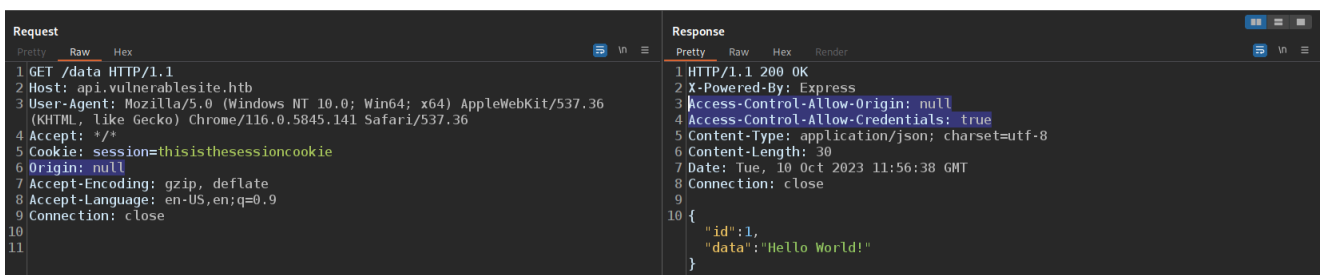 Request
Pretty Raw Hex \n
1 GET /data HTTP/1.1
2 Host: api.vulnerablesite.htb
3 User-Agent: Mozilla/5.0 (Windows NT 10.0; Win64; x64) AppleWebKit/537.36
(KHTML, like Gecko) Chrome/116.0.5845.141 Safari/537.36
4 Accept: */*
5 Cookie: session=thisisthesessioncookie
6 Origin: null
7 Accept-Encoding: gzip, deflate
8 Accept-Language: en-US,en;q=0.9
9 Connection: close
10
11
Response
Pretty Raw Hex Render \n
1 HTTP/1.1 200 OK
2 X-Powered-By: Express
3 Access-Control-Allow-Origin: null
4 Access-Control-Allow-Credentials: true
5 Content-Type: application/json; charset=utf-8
6 Content-Length: 30
7 Date: Tue, 10 Oct 2023 11:56:38 GMT
8 Connection: close
9
10 {
"id":1,
"data":"Hello World!"
}